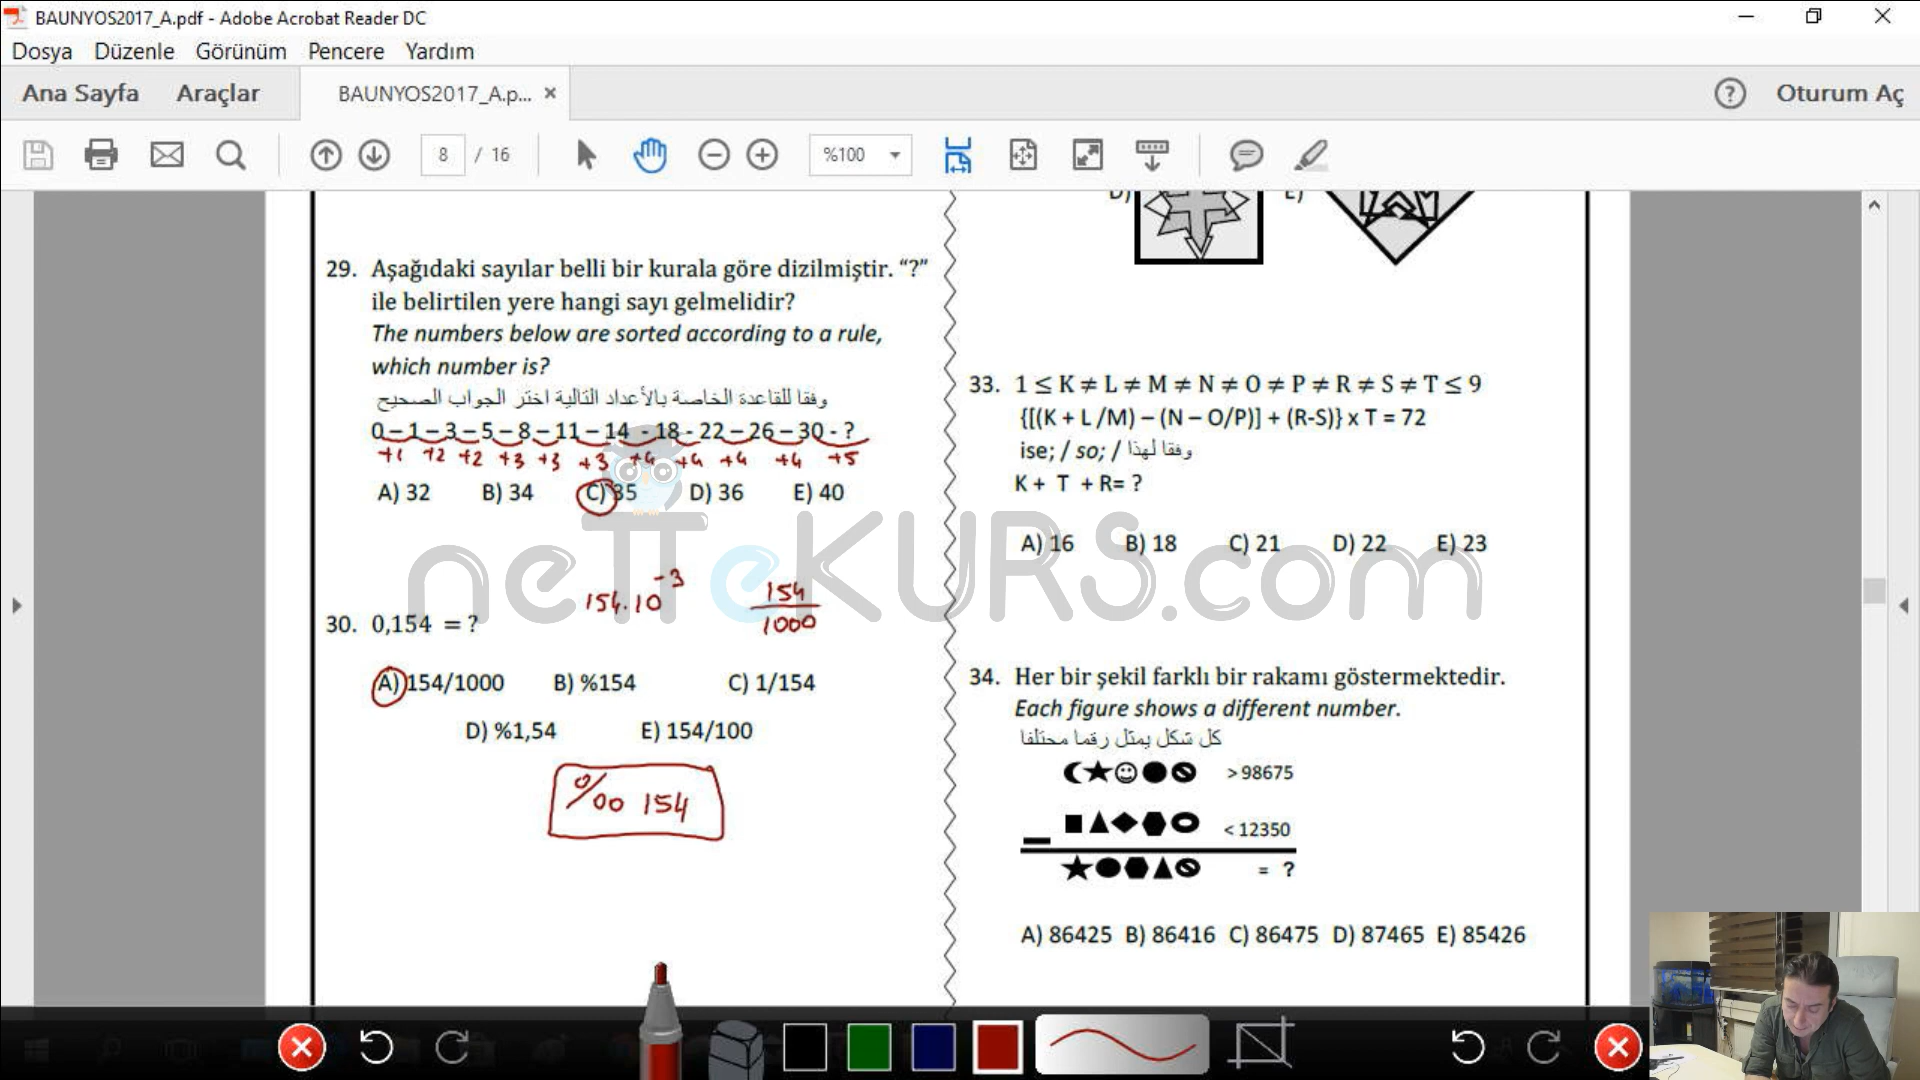 BAUNYOS2017_A.pdf - Adobe Acrobat Reader DC
Dosya Düzenle Görünüm Pencere Yardım
Ana Sayfa Araçlar BAUNYOS2017_A.p... × ? Oturum Aç
8 / 16 %100
D) E)
29. Aşağıdaki sayılar belli bir kurala göre dizilmiştir. “?”
ile belirtilen yere hangi sayı gelmelidir?
The numbers below are sorted according to a rule,
which number is?
وفقا للقاعدة الخاصة بالأعداد التالية اختر الجواب الصحيح
0 – 1 – 3 – 5 – 8 – 11 – 14 - 18 - 22 – 26 – 30 - ?
+1 +2 +2 +3 +3 +3 +4 +4 +4 +4 +5
A) 32 B) 34 C) 35 D) 36 E) 40
neTTeKURS.com
154.10⁻³
154
1000
30. 0,154 = ?
A) 154/1000 B) %154 C) 1/154
D) %1,54 E) 154/100
%00 154
33. 1 ≤ K ≠ L ≠ M ≠ N ≠ O ≠ P ≠ R ≠ S ≠ T ≤ 9
{[(K + L /M) – (N – O/P)] + (R-S)} x T = 72
ise; / so; / وفقا لهذا
K + T + R= ?
A) 16 B) 18 C) 21 D) 22 E) 23
34. Her bir şekil farklı bir rakamı göstermektedir.
Each figure shows a different number.
كل شكل يمثل رقما مختلفا
> 98675
< 12350
= ?
A) 86425 B) 86416 C) 86475 D) 87465 E) 85426